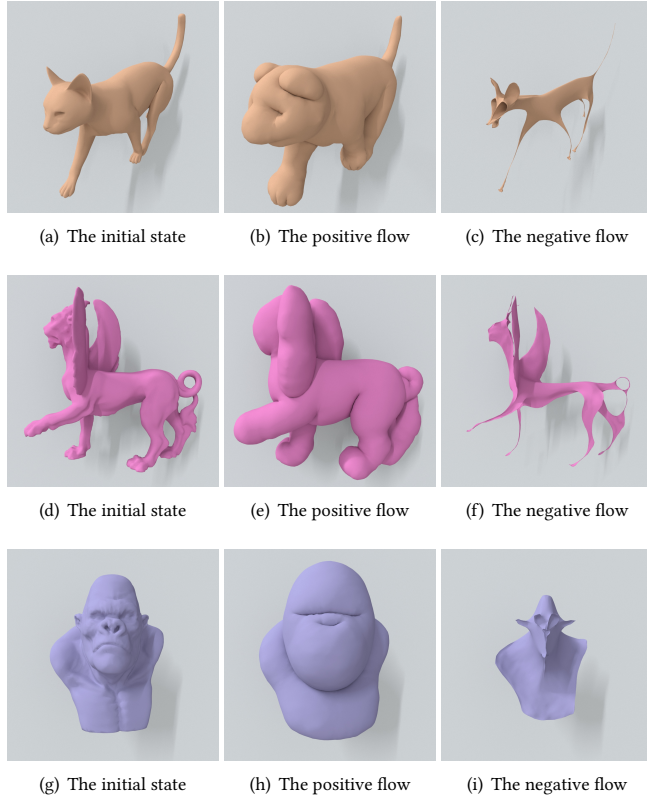 (a) The initial state
(b) The positive flow
(c) The negative flow
(d) The initial state
(e) The positive flow
(f) The negative flow
(g) The initial state
(h) The positive flow
(i) The negative flow